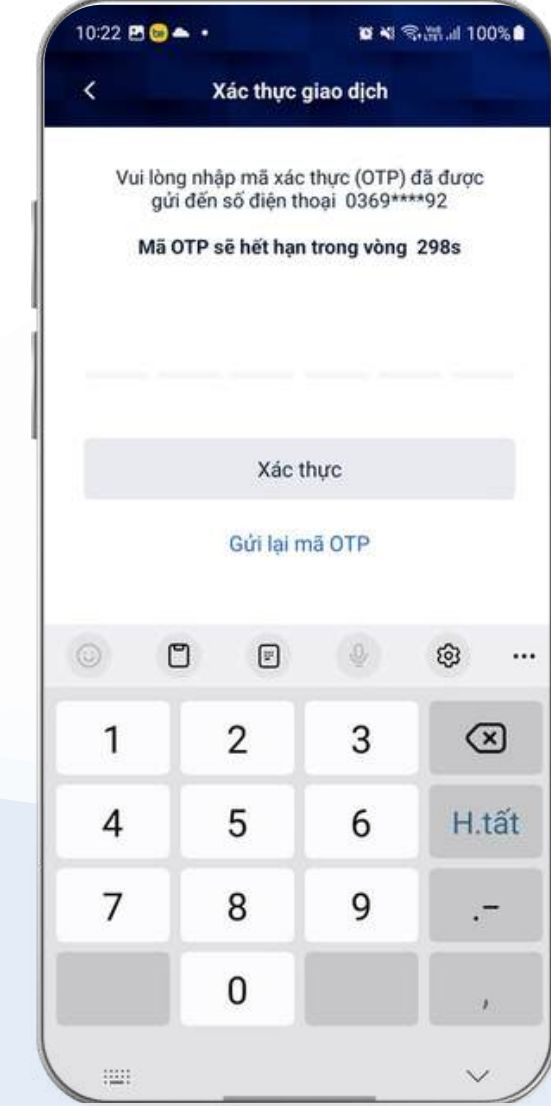 10:22
100%
Xác thực giao dịch
Vui lòng nhập mã xác thực (OTP) đã được
gửi đến số điện thoại 0369****92
Mã OTP sẽ hết hạn trong vòng 298s
Xác thực
Gửi lại mã OTP
1 2 3
4 5 6 H.tất
7 8 9 .–
0 ,